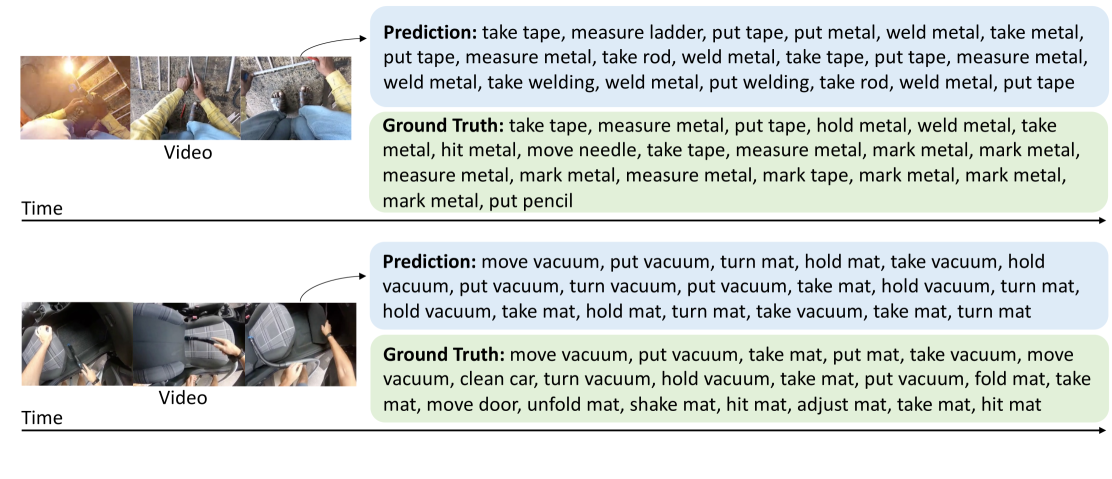 Prediction: take tape, measure ladder, put tape, put metal, weld metal, take metal,
put tape, measure metal, take rod, weld metal, take tape, put tape, measure metal,
weld metal, take welding, weld metal, put welding, take rod, weld metal, put tape
Video
Ground Truth: take tape, measure metal, put tape, hold metal, weld metal, take
metal, hit metal, move needle, take tape, measure metal, mark metal, mark metal,
measure metal, mark metal, measure metal, mark tape, mark metal, mark metal,
mark metal, put pencil
Time
Prediction: move vacuum, put vacuum, turn mat, hold mat, take vacuum, hold
vacuum, put vacuum, turn vacuum, put vacuum, take mat, hold vacuum, turn mat,
hold vacuum, take mat, hold mat, turn mat, take vacuum, take mat, turn mat
Video
Ground Truth: move vacuum, put vacuum, take mat, put mat, take vacuum, move
vacuum, clean car, turn vacuum, hold vacuum, take mat, put vacuum, fold mat, take
mat, move door, unfold mat, shake mat, hit mat, adjust mat, take mat, hit mat
Time